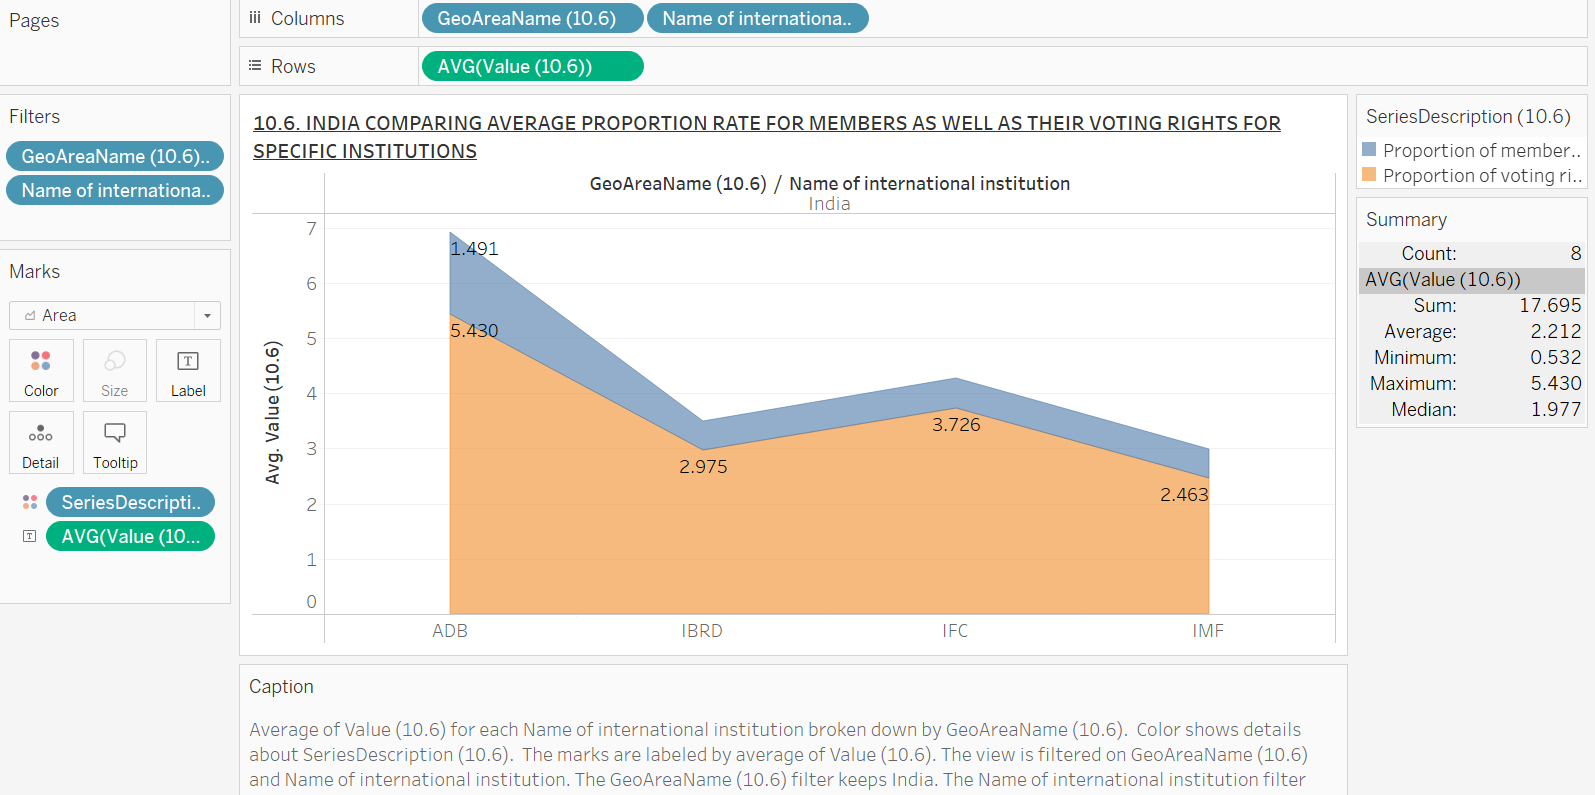 Pages
Columns
GeoAreaName (10.6)
Name of internationa..
Rows
AVG(Value (10.6))
Filters
GeoAreaName (10.6)..
Name of internationa..
Marks
Area
Color
Size
Label
Detail
Tooltip
SeriesDescripti..
AVG(Value (10...
10.6. INDIA COMPARING AVERAGE PROPORTION RATE FOR MEMBERS AS WELL AS THEIR VOTING RIGHTS FOR
SPECIFIC INSTITUTIONS
GeoAreaName (10.6) / Name of international institution
India
Avg. Value (10.6)
7
6
5
4
3
2
1
0
1.491
5.430
2.975
3.726
2.463
ADB
IBRD
IFC
IMF
SeriesDescription (10.6)
Proportion of member..
Proportion of voting ri..
Summary
Count: 8
AVG(Value (10.6))
Sum: 17.695
Average: 2.212
Minimum: 0.532
Maximum: 5.430
Median: 1.977
Caption
Average of Value (10.6) for each Name of international institution broken down by GeoAreaName (10.6). Color shows details
about SeriesDescription (10.6). The marks are labeled by average of Value (10.6). The view is filtered on GeoAreaName (10.6)
and Name of international institution. The GeoAreaName (10.6) filter keeps India. The Name of international institution filter